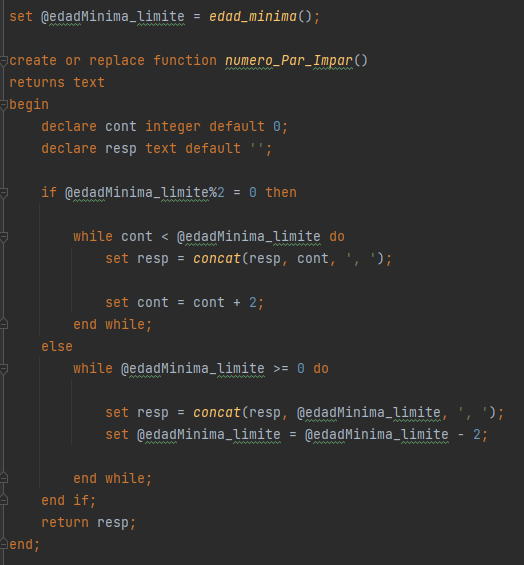 set @edadMinima_limite = edad_minima();
create or replace function numero_Par_Impar()
returns text
begin
declare cont integer default 0;
declare resp text default '';
if @edadMinima_limite%2 = 0 then
while cont < @edadMinima_limite do
set resp = concat(resp, cont, ', ');
set cont = cont + 2;
end while;
else
while @edadMinima_limite >= 0 do
set resp = concat(resp, @edadMinima_limite, ', ');
set @edadMinima_limite = @edadMinima_limite - 2;
end while;
end if;
return resp;
end;